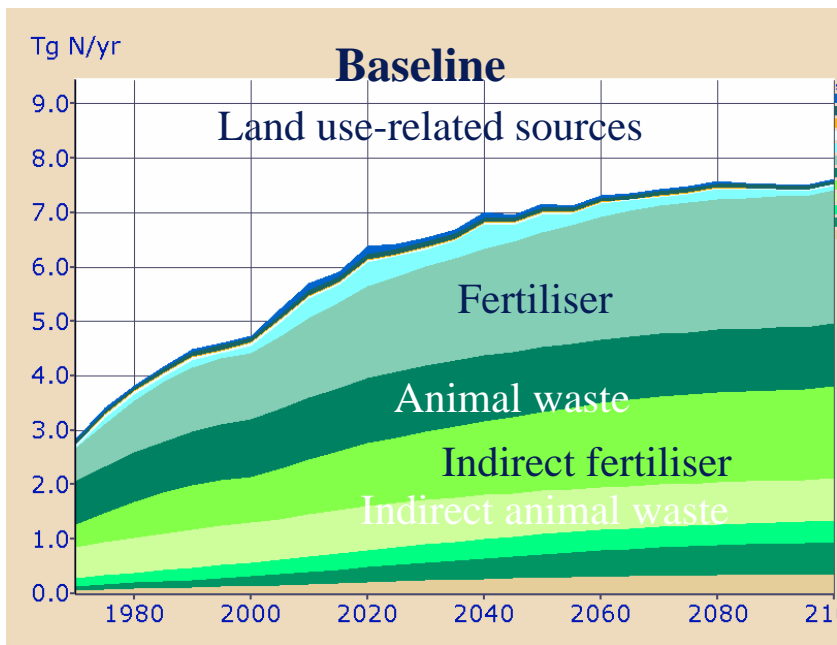 Tg N/yr
Baseline
Land use-related sources
9.0
8.0
7.0
6.0
Fertiliser
5.0
4.0
Animal waste
3.0
Indirect fertiliser
2.0
Indirect animal waste
1.0
0.0
1980 2000 2020 2040 2060 2080 21